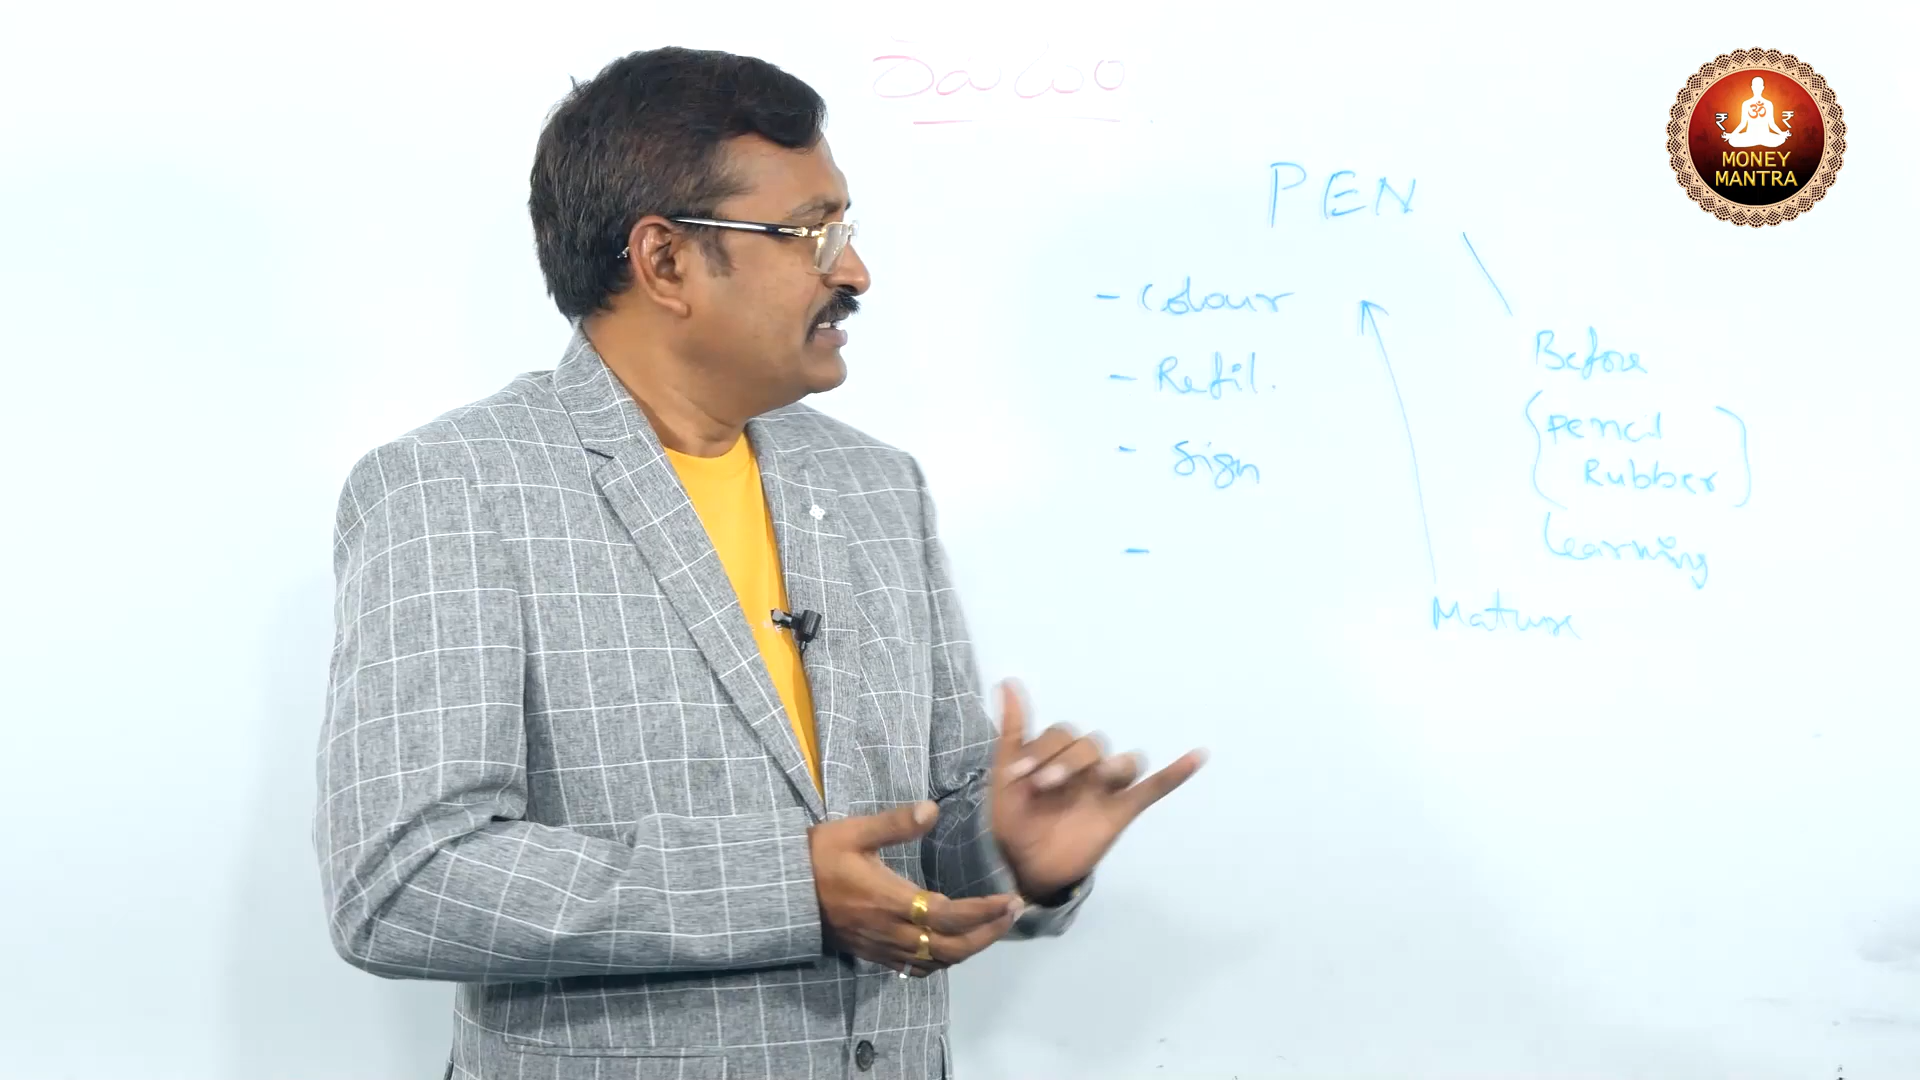 PEN
- Colour
- Refil.
- Sign
-
Before
(Pencil
Rubber)
Learning
Mature
MONEY
MANTRA